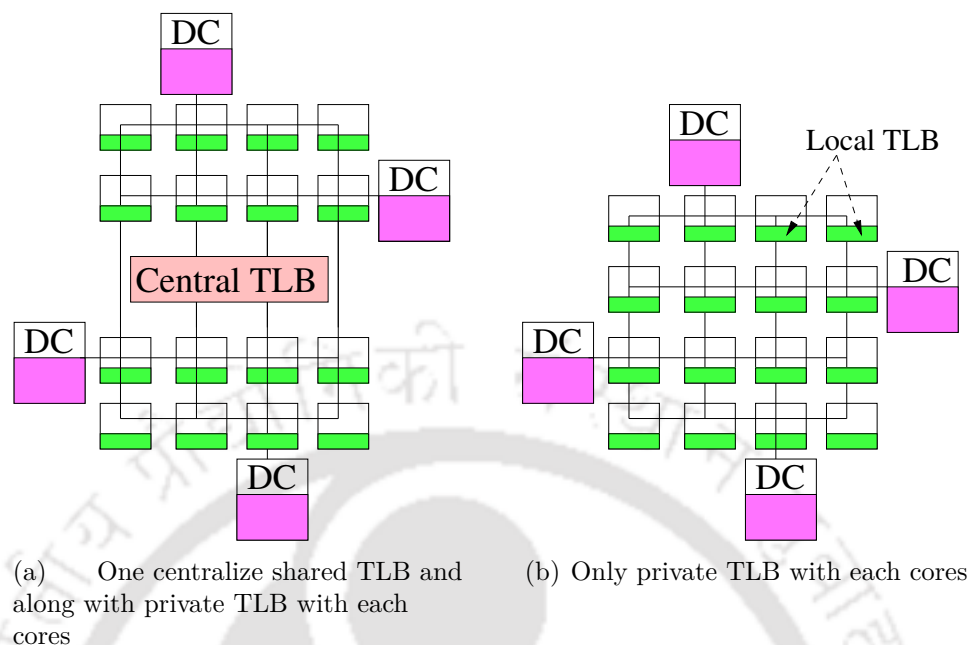 DC
DC
Central TLB
DC
DC
(a) One centralize shared TLB and
along with private TLB with each
cores
DC
Local TLB
DC
DC
DC
(b) Only private TLB with each cores